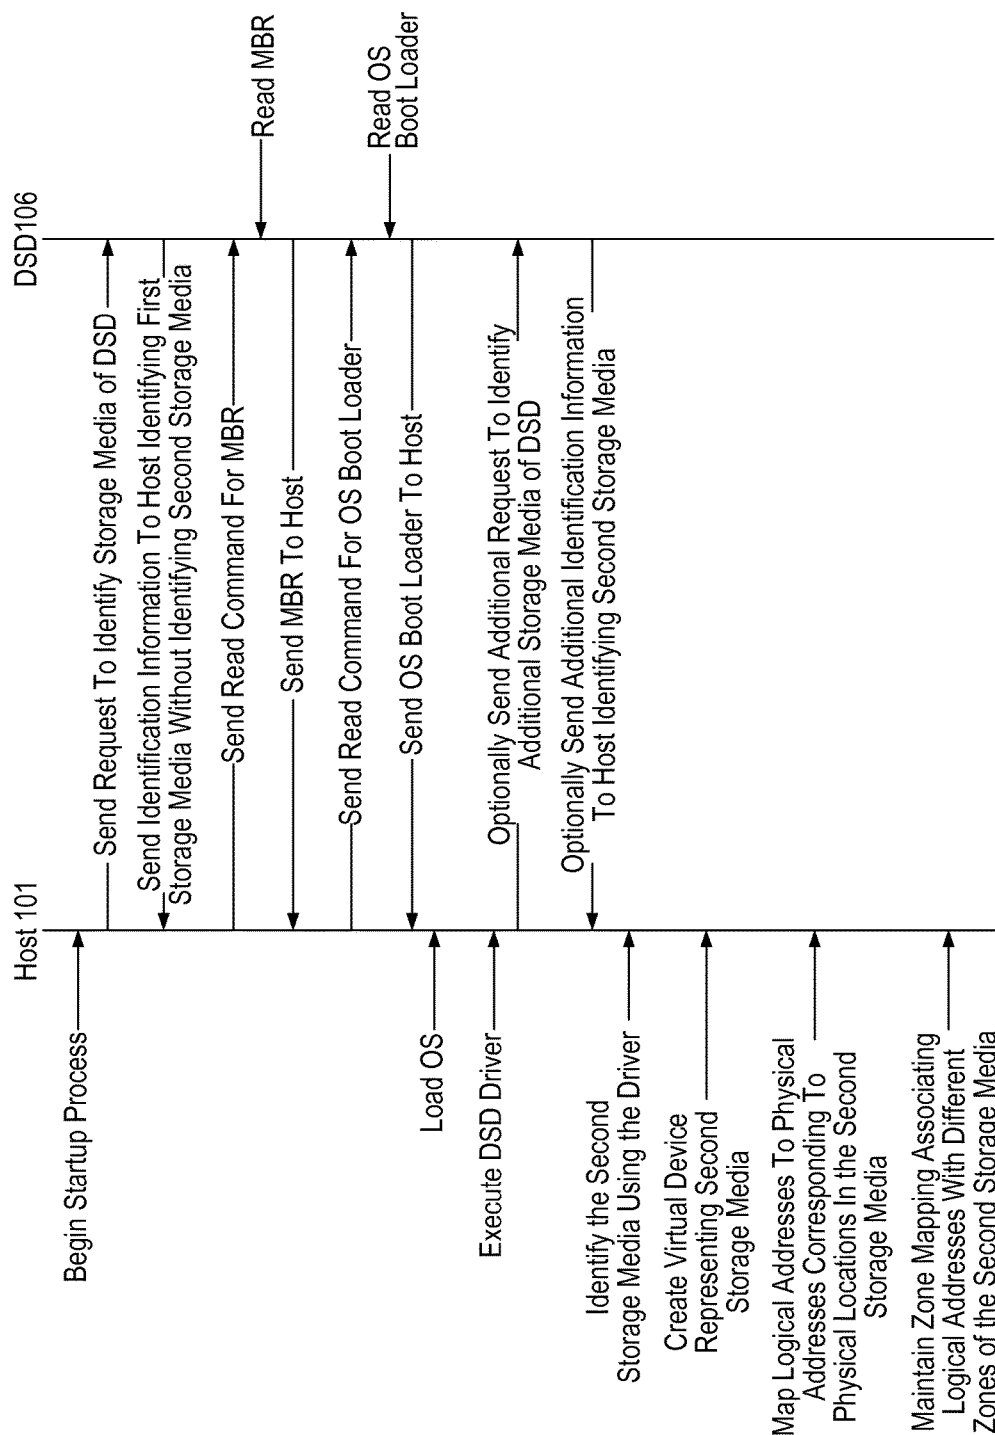 Host 101
DSD106
Begin Startup Process
Send Request To Identify Storage Media of DSD
Send Identification Information To Host Identifying First
Storage Media Without Identifying Second Storage Media
Send Read Command For MBR
Read MBR
Send MBR To Host
Send Read Command For OS Boot Loader
Read OS
Boot Loader
Send OS Boot Loader To Host
Load OS
Execute DSD Driver
Optionally Send Additional Request To Identify
Additional Storage Media of DSD
Optionally Send Additional Identification Information
To Host Identifying Second Storage Media
Identify the Second
Storage Media Using the Driver
Create Virtual Device
Representing Second
Storage Media
Map Logical Addresses To Physical
Addresses Corresponding To
Physical Locations In the Second
Storage Media
Maintain Zone Mapping Associating
Logical Addresses With Different
Zones of the Second Storage Media